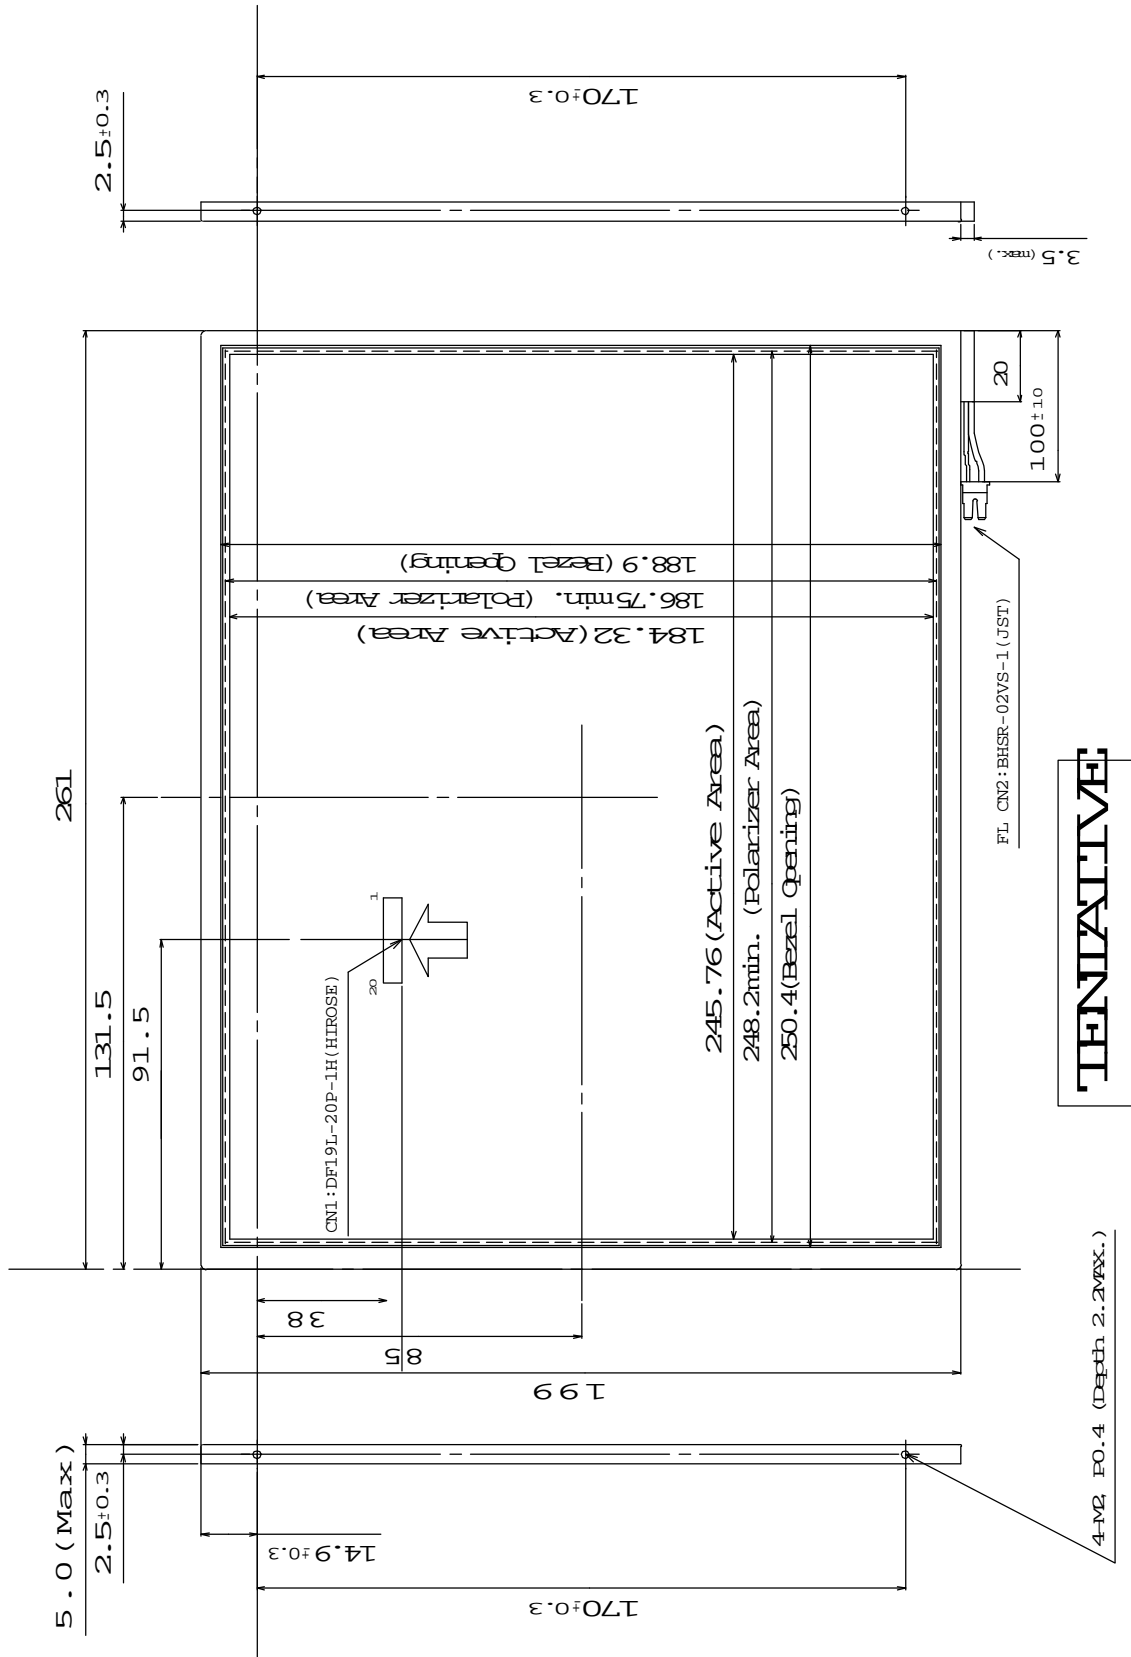 2.5±0.3
170±0.3
3.5(max.)
261
131.5
91.5
20
100±10
188.9(Bezel Opening)
186.75min. (Polarizer Area)
184.32(Active Area)
245.76(Active Area)
248.2min. (Polarizer Area)
250.4(Bezel Opening)
1
20
CN1:DF19L-20P-1H(HIROSE)
FL CN2:BHSR-02VS-1(JST)
TENTATIVE
38
85
199
5.0(Max)
2.5±0.3
14.9±0.3
170±0.3
4-M2, P0.4 (Depth 2.2MAX.)